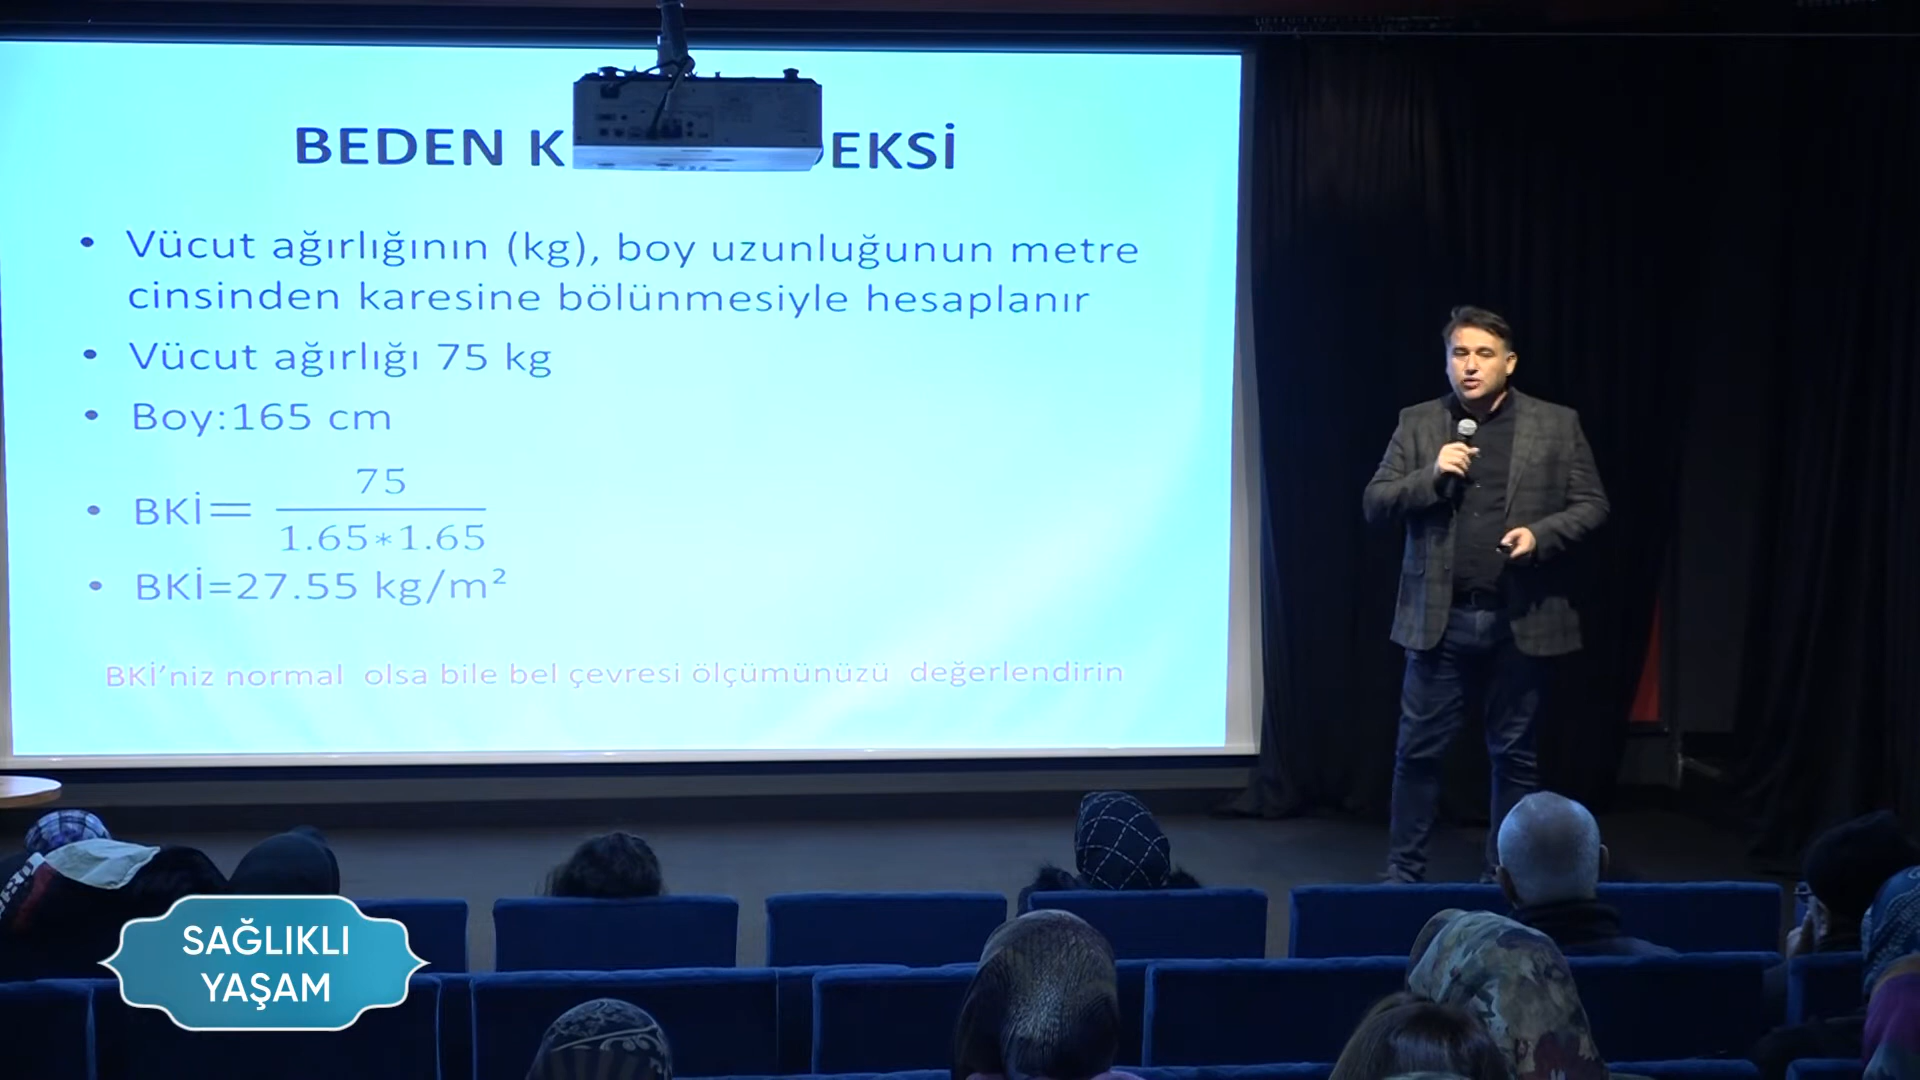 BEDEN K DEKSİ
• Vücut ağırlığının (kg), boy uzunluğunun metre
cinsinden karesine bölünmesiyle hesaplanır
• Vücut ağırlığı 75 kg
• Boy:165 cm
75
• BKİ=
1.65*1.65
• BKİ=27.55 kg/m²
BKİ’niz normal olsa bile bel çevresi ölçümünüzü değerlendirin
SAĞLIKLI
YAŞAM